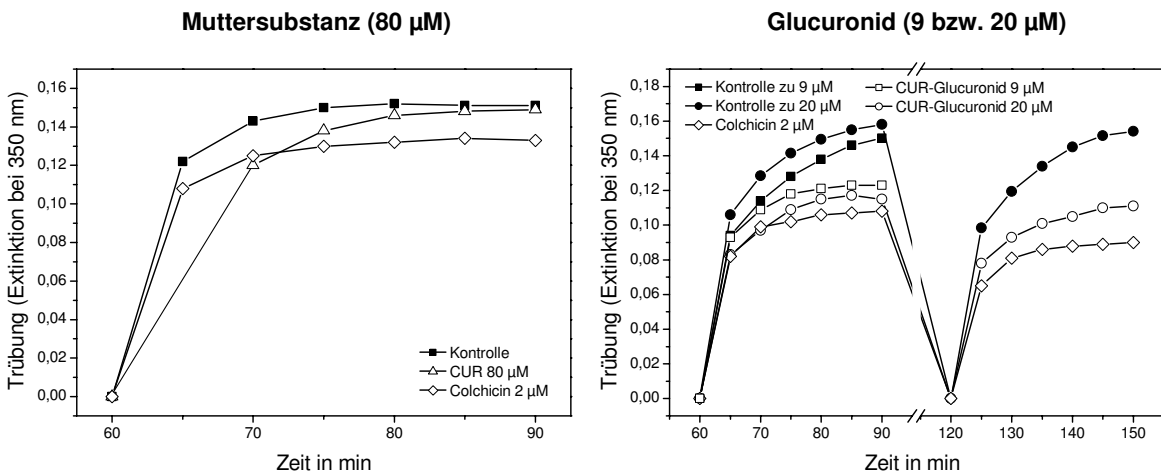 Muttersubstanz (80 µM)
Trübung (Extinktion bei 350 nm)
0,16
0,14
0,12
0,10
0,08
0,06
0,04
0,02
0,00
60
70
80
90
Zeit in min
Kontrolle
CUR 80 µM
Colchicin 2 µM
Glucuronid (9 bzw. 20 µM)
Trübung (Extinktion bei 350 nm)
0,18
0,16
0,14
0,12
0,10
0,08
0,06
0,04
0,02
0,00
Kontrolle zu 9 µM
Kontrolle zu 20 µM
Colchicin 2 µM
CUR-Glucuronid 9 µM
CUR-Glucuronid 20 µM
60
70
80
90
120
130
140
150
Zeit in min